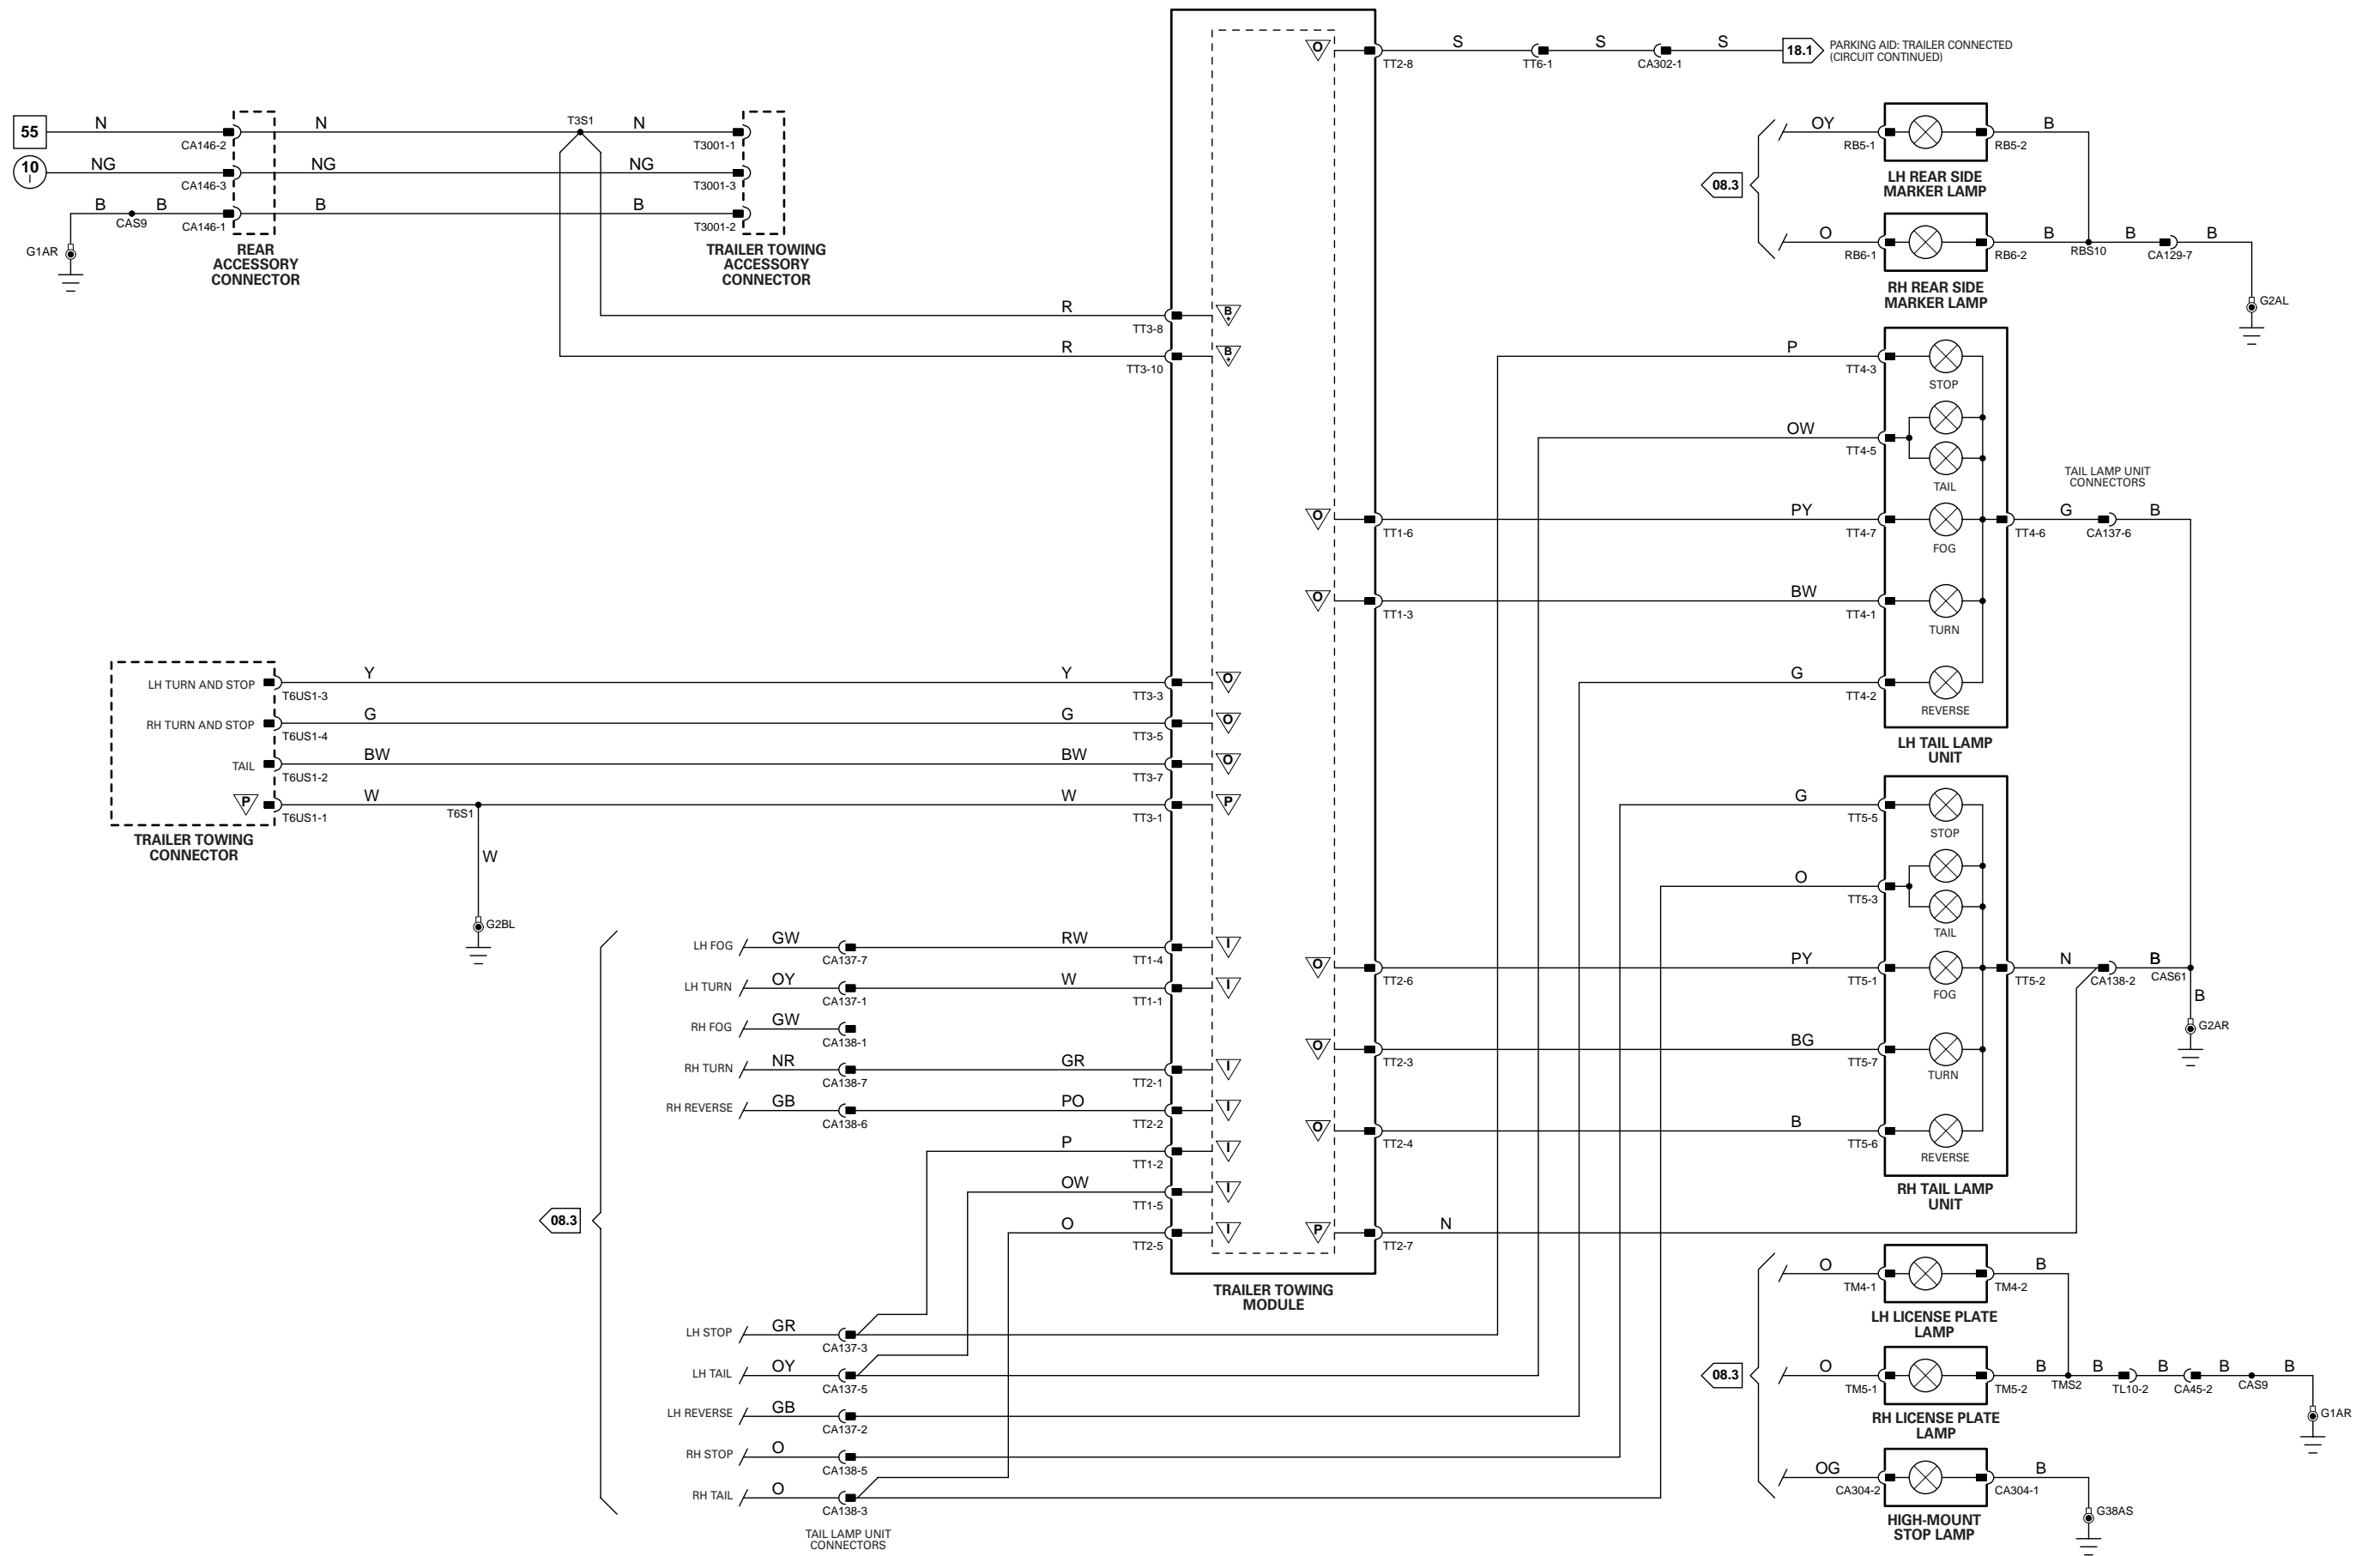 O
TT2-8
S
TT6-1
S
CA302-1
S
18.1
PARKING AID: TRAILER CONNECTED
(CIRCUIT CONTINUED)
55
N
CA146-2
N
T3S1
N
T3001-1
10
I
NG
CA146-3
NG
NG
T3001-3
B
CAS9
B
CA146-1
B
B
T3001-2
G1AR
REAR
ACCESSORY
CONNECTOR
TRAILER TOWING
ACCESSORY
CONNECTOR
R
TT3-8
B
+
R
TT3-10
B
+
08.3
OY
RB5-1
RB5-2
B
LH REAR SIDE
MARKER LAMP
O
RB6-1
RB6-2
B
RBS10
B
CA129-7
B
G2AL
RH REAR SIDE
MARKER LAMP
P
TT4-3
STOP
OW
TT4-5
TAIL
O
TT1-6
PY
TT4-7
FOG
TT4-6
G
CA137-6
B
TAIL LAMP UNIT
CONNECTORS
O
TT1-3
BW
TT4-1
TURN
G
TT4-2
REVERSE
LH TAIL LAMP
UNIT
LH TURN AND STOP
T6US1-3
Y
Y
TT3-3
O
RH TURN AND STOP
T6US1-4
G
G
TT3-5
O
TAIL
T6US1-2
BW
BW
TT3-7
O
P
T6US1-1
W
T6S1
W
TT3-1
P
TRAILER TOWING
CONNECTOR
W
G2BL
G
TT5-5
STOP
O
TT5-3
TAIL
O
TT2-6
PY
TT5-1
FOG
TT5-2
N
CA138-2
B
CAS61
B
G2AR
O
TT2-3
BG
TT5-7
TURN
O
TT2-4
B
TT5-6
REVERSE
RH TAIL LAMP
UNIT
P
TT2-7
N
08.3
LH FOG
GW
CA137-7
RW
TT1-4
I
LH TURN
OY
CA137-1
W
TT1-1
I
RH FOG
GW
CA138-1
RH TURN
NR
CA138-7
GR
TT2-1
I
RH REVERSE
GB
CA138-6
PO
TT2-2
I
P
TT1-2
I
OW
TT1-5
I
O
TT2-5
I
TRAILER TOWING
MODULE
LH STOP
GR
CA137-3
LH TAIL
OY
CA137-5
LH REVERSE
GB
CA137-2
RH STOP
O
CA138-5
RH TAIL
O
CA138-3
TAIL LAMP UNIT
CONNECTORS
08.3
O
TM4-1
TM4-2
B
LH LICENSE PLATE
LAMP
O
TM5-1
TM5-2
B
TMS2
B
TL10-2
B
CA45-2
B
CAS9
B
G1AR
RH LICENSE PLATE
LAMP
OG
CA304-2
CA304-1
B
G38AS
HIGH-MOUNT
STOP LAMP